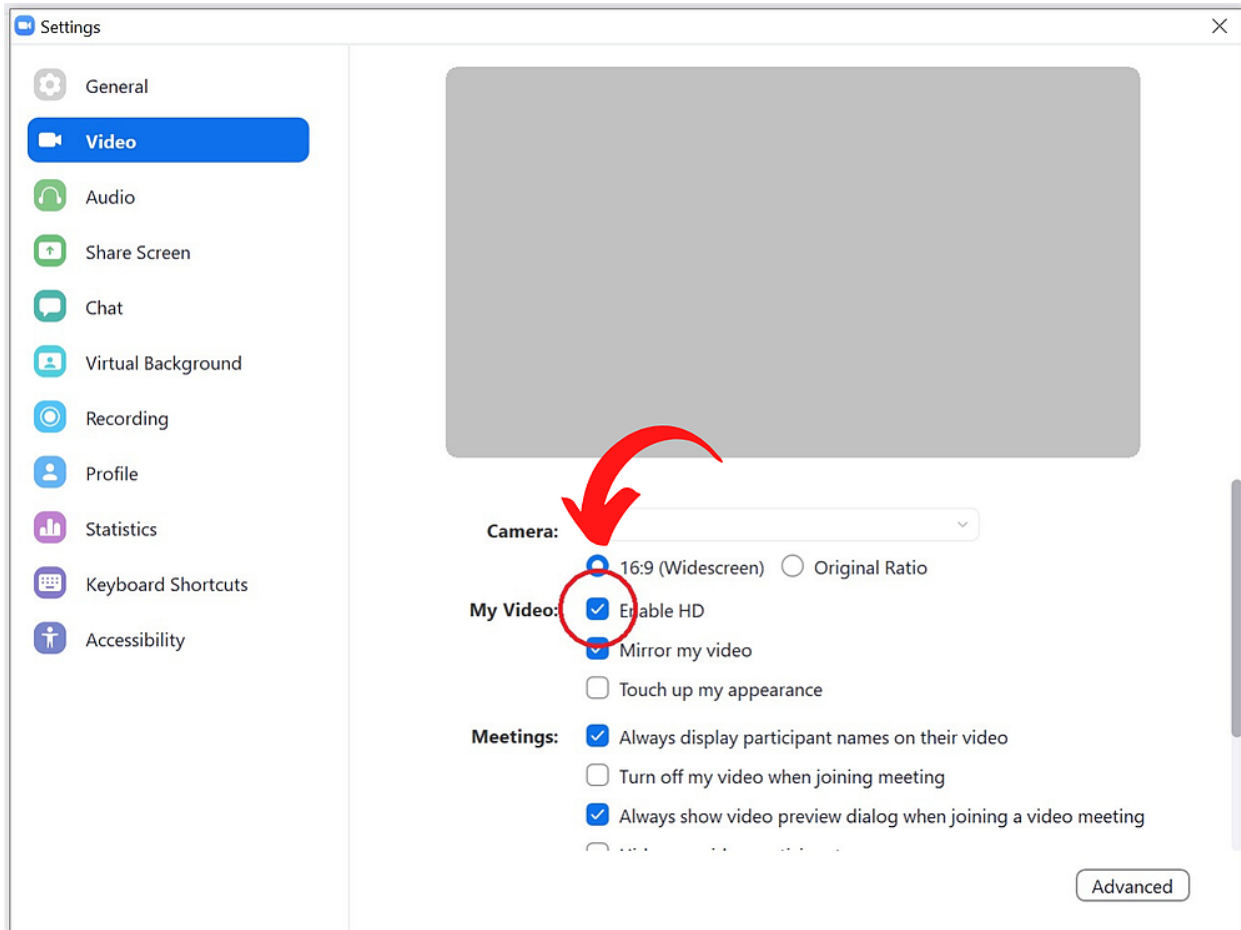 Settings
General
Video
Audio
Share Screen
Chat
Virtual Background
Recording
Profile
Statistics
Keyboard Shortcuts
Accessibility
Camera:
16:9 (Widescreen) Original Ratio
My Video: Enable HD
Mirror my video
Touch up my appearance
Meetings: Always display participant names on their video
Turn off my video when joining meeting
Always show video preview dialog when joining a video meeting
Advanced